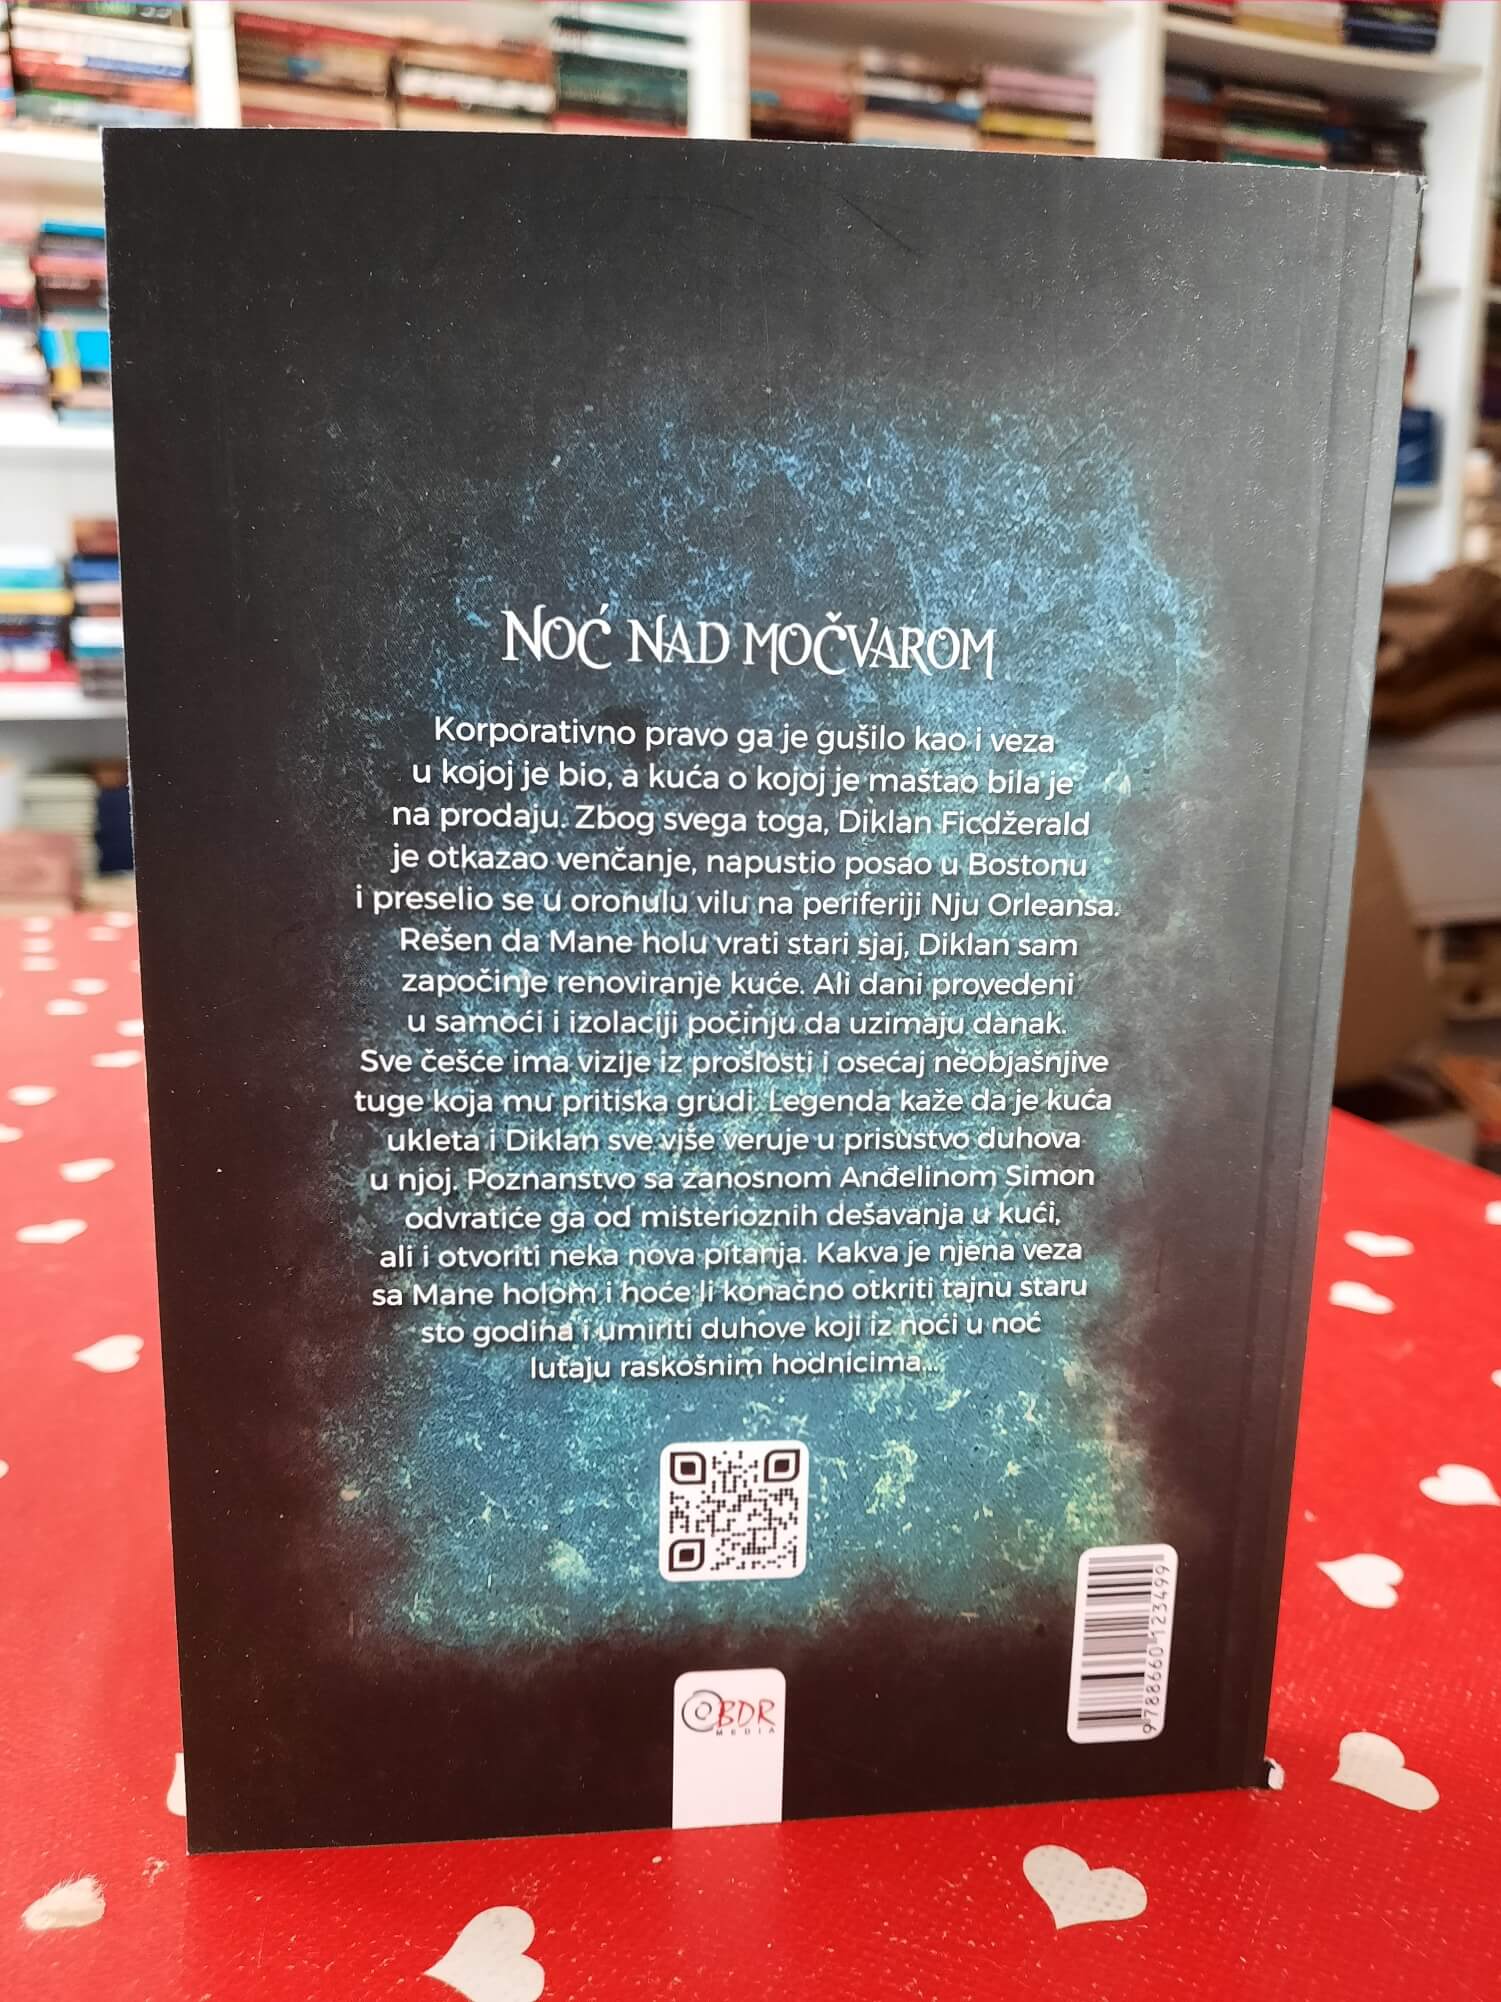 NOĆ NAD MOČVAROM
Korporativno pravo ga je gušilo kao i veza
u kojoj je bio, a kuća o kojoj je maštao bila je
na prodaju. Zbog svega toga, Diklan Ficdžerald
je otkazao venčanje, napustio posao u Bostonu
i preselio se u oronulu vilu na periferiji Nju Orleansa.
Rešen da Mane holu vrati stari sjaj, Diklan sam
započinje renoviranje kuće. Ali dani provedeni
u samoći i izolaciji počinju da uzimaju danak.
Sve češće ima vizije iz prošlosti i osećaj neobjašnjive
tuge koja mu pritiska grudi. Legenda kaže da je kuća
ukleta i Diklan sve više veruje u prisustvo duhova
u njoj. Poznanstvo sa zanosnom Anđelinom Simon
odvratiće ga od misterioznih dešavanja u kući,
ali i otvoriti neka nova pitanja. Kakva je njena veza
sa Mane holom i hoće li konačno otkriti tajnu staru
sto godina i umiriti duhove koji iz noći u noć
lutaju raskošnim hodnicima...
9788660123499
BDR
MEDIA